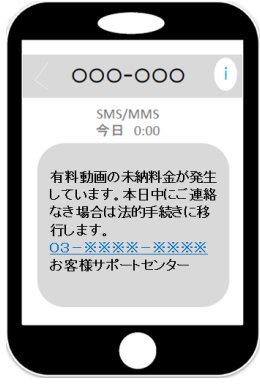 ○○○-○○○
i
SMS/MMS
今日 0:00
有料動画の未納料金が発生
しています。本日中にご連絡
なき場合は法的手続きに移
行します。
03-※※※※-※※※※
お客様サポートセンター